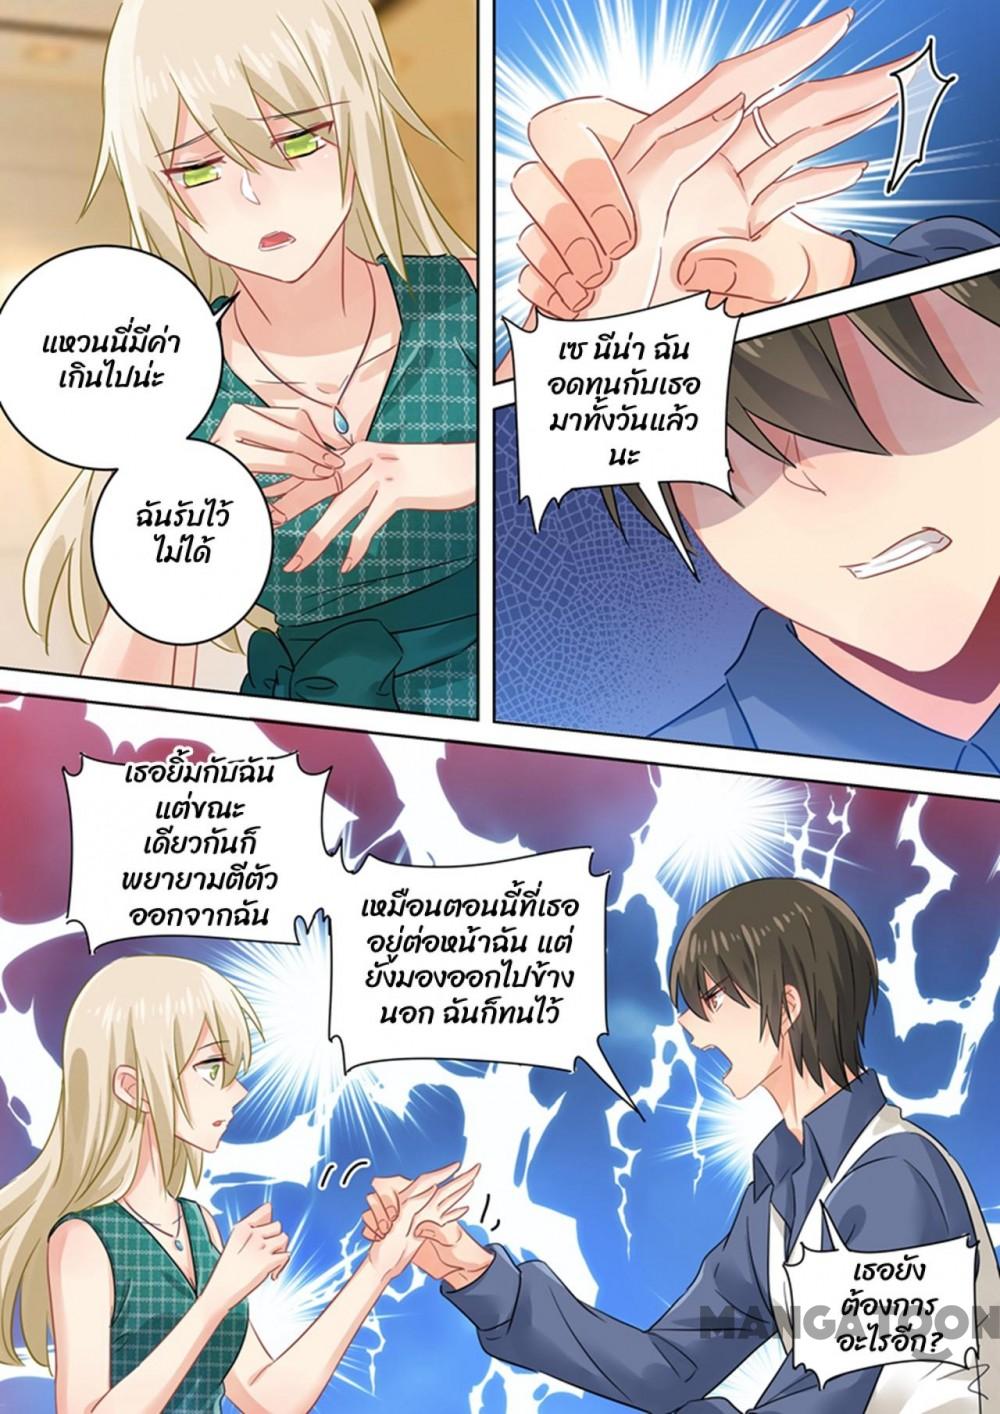 แหวนนี่มีค่า
เกินไปน่ะ
ฉันรับไว้
ไม่ได้
เซ นีน่า ฉัน
อดทนกับเธอ
มาทั้งวันแล้ว
นะ
เธอยิ้มกับฉัน
แต่ขณะ
เดียวกันก็
พยายามตีตัว
ออกจากฉัน
เหมือนตอนนี้ที่เธอ
อยู่ต่อหน้าฉัน แต่
ยังมองออกไปข้าง
นอก ฉันก็ทนไว้
เธอยัง
ต้องการ
อะไรอีก?
MANGATOON